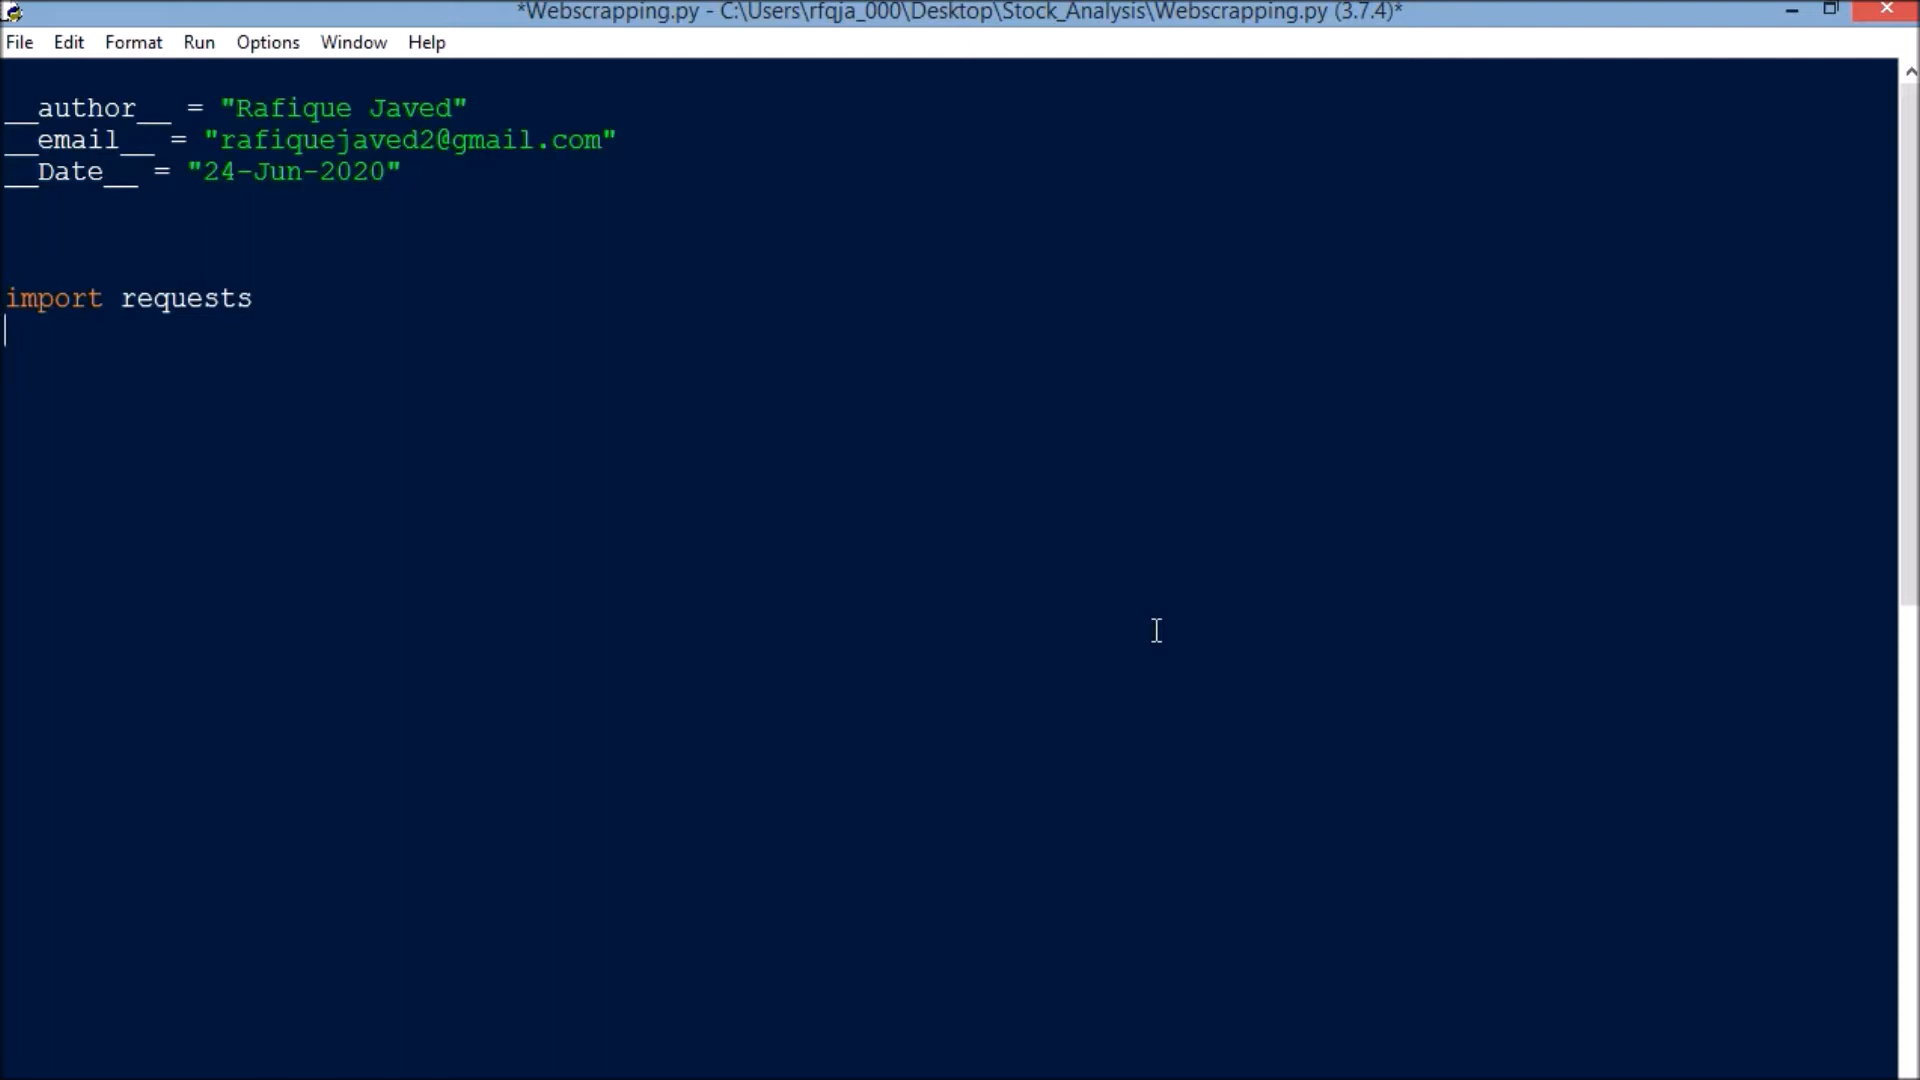 *Webscrapping.py - C:\Users\rfqja_000\Desktop\Stock_Analysis\Webscrapping.py (3.7.4)*
File Edit Format Run Options Window Help
__author__ = "Rafique Javed"
__email__ = "rafiquejaved2@gmail.com"
__Date__ = "24-Jun-2020"
import requests